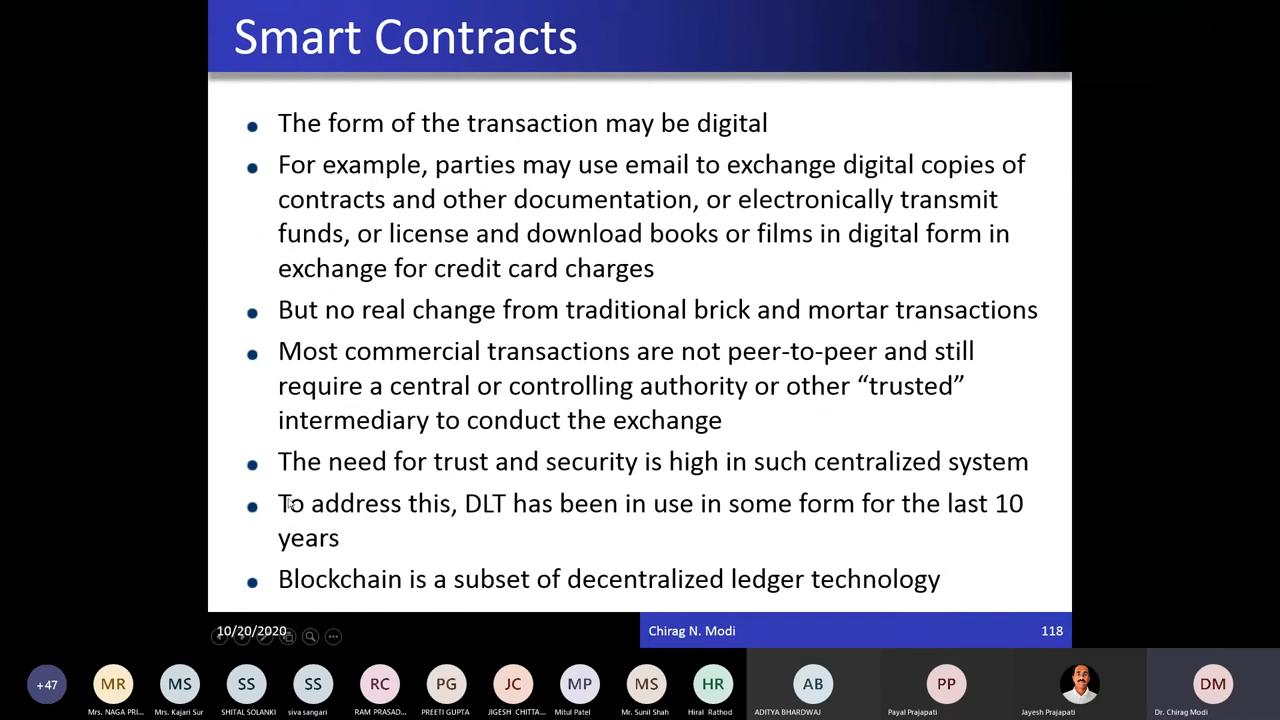 Smart Contracts
The form of the transaction may be digital
For example, parties may use email to exchange digital copies of
contracts and other documentation, or electronically transmit
funds, or license and download books or films in digital form in
exchange for credit card charges
But no real change from traditional brick and mortar transactions
Most commercial transactions are not peer-to-peer and still
require a central or controlling authority or other “trusted”
intermediary to conduct the exchange
The need for trust and security is high in such centralized system
To address this, DLT has been in use in some form for the last 10
years
Blockchain is a subset of decentralized ledger technology
10/20/2020
Chirag N. Modi
118
+47
MR
MS
SS
SS
RC
PG
JC
MP
MS
HR
AB
PP
DM
Mrs. NAGA PRI...
Mrs. Kajari Sur
SHITAL SOLANKI
siva sangari
RAM PRASAD...
PREETI GUPTA
JIGESH CHITTA...
Mitul Patel
Mr. Sunil Shah
Hiral Rathod
ADITYA BHARDWAJ
Payal Prajapati
Jayesh Prajapati
Dr. Chirag Modi